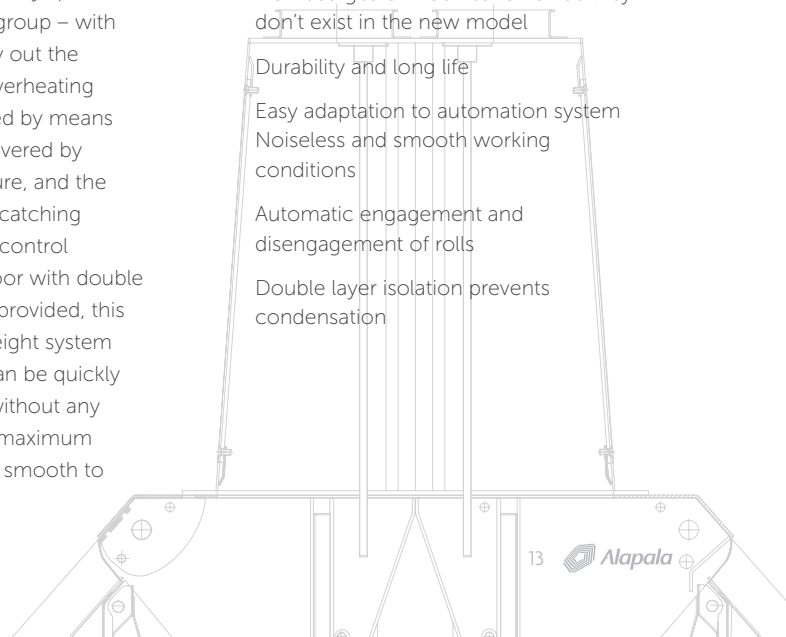 group – with
out the
verheating
ed by means
vered by
ure, and the
catching
control
oor with double
provided, this
eight system
an be quickly
without any
maximum
smooth to
don't exist in the new model
Durability and long life
Easy adaptation to automation system
Noiseless and smooth working
conditions
Automatic engagement and
disengagement of rolls
Double layer isolation prevents
condensation
13
Alapala